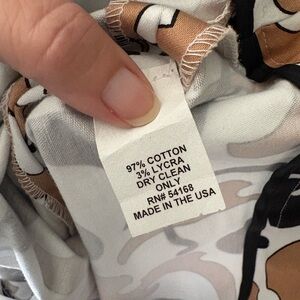 97% COTTON
3% LYCRA
DRY CLEAN
ONLY
RN# 54168
MADE IN THE USA